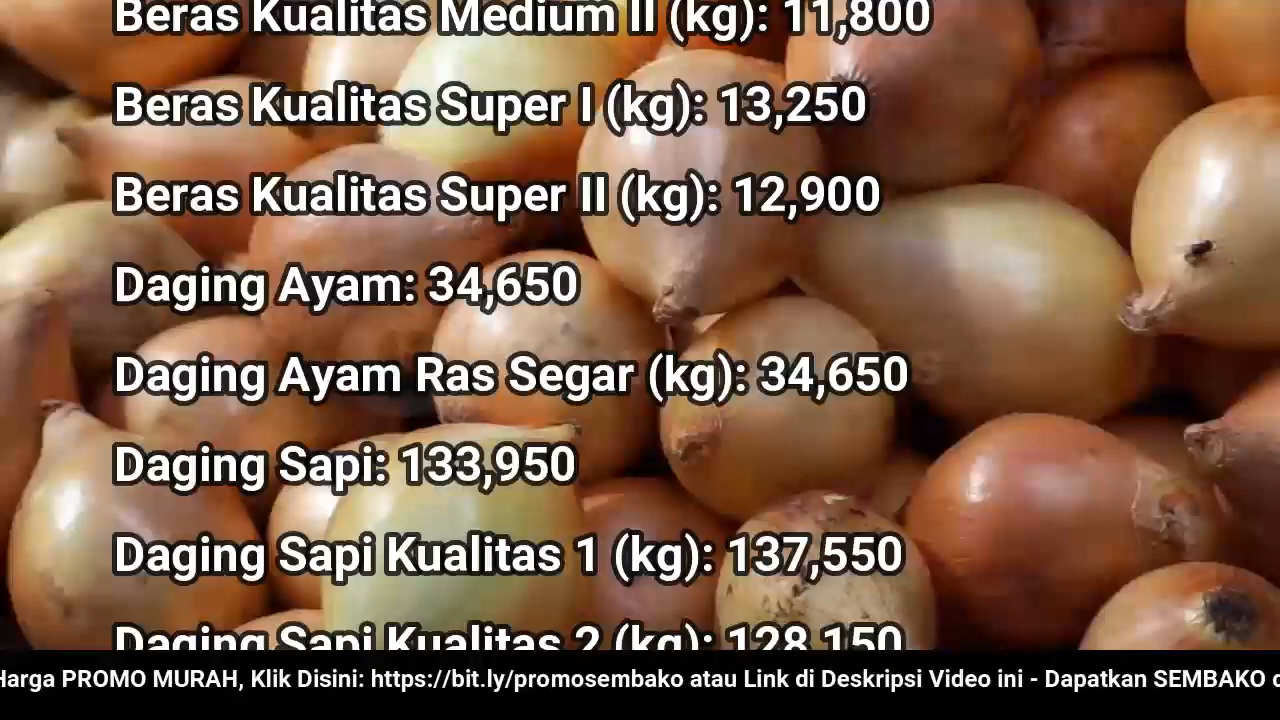 Beras Kualitas Medium II (kg): 11,800
Beras Kualitas Super I (kg): 13,250
Beras Kualitas Super II (kg): 12,900
Daging Ayam: 34,650
Daging Ayam Ras Segar (kg): 34,650
Daging Sapi: 133,950
Daging Sapi Kualitas 1 (kg): 137,550
Daging Sapi Kualitas 2 (kg): 128,150
Harga PROMO MURAH, Klik Disini: https://bit.ly/promosembako atau Link di Deskripsi Video ini - Dapatkan SEMBAKO